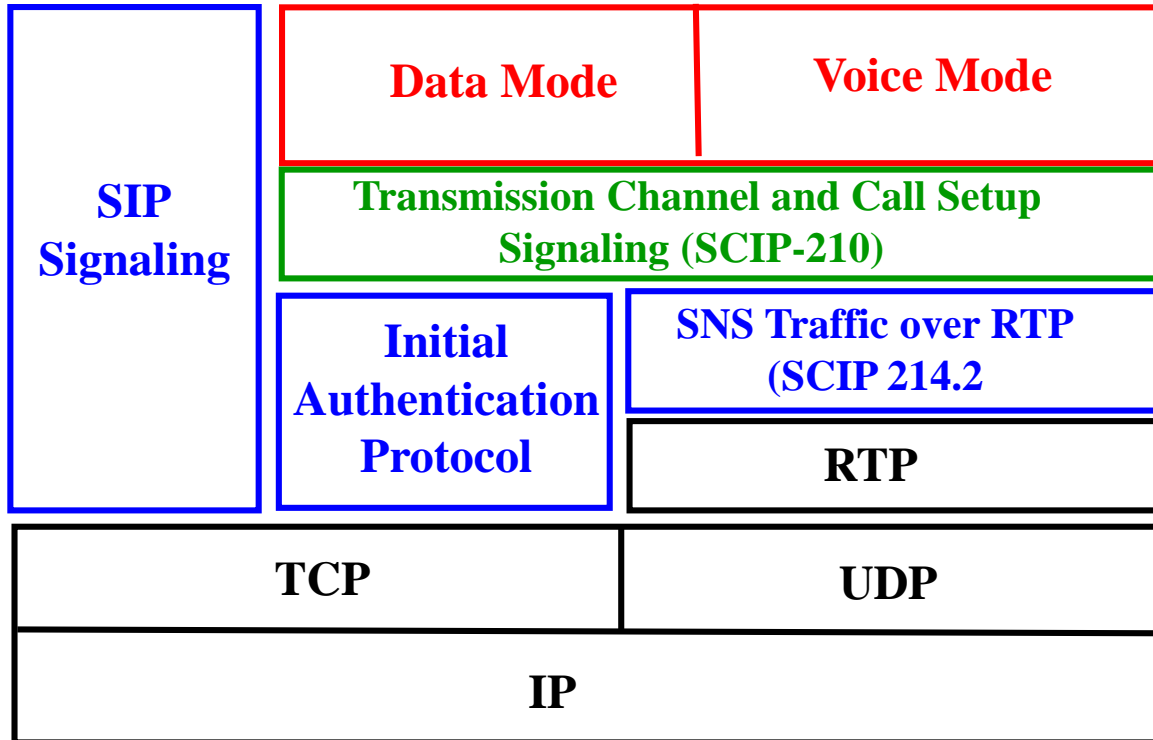 SIP
Signaling
Data Mode
Voice Mode
Transmission Channel and Call Setup
Signaling (SCIP-210)
Initial
Authentication
Protocol
SNS Traffic over RTP
(SCIP 214.2
RTP
TCP
UDP
IP